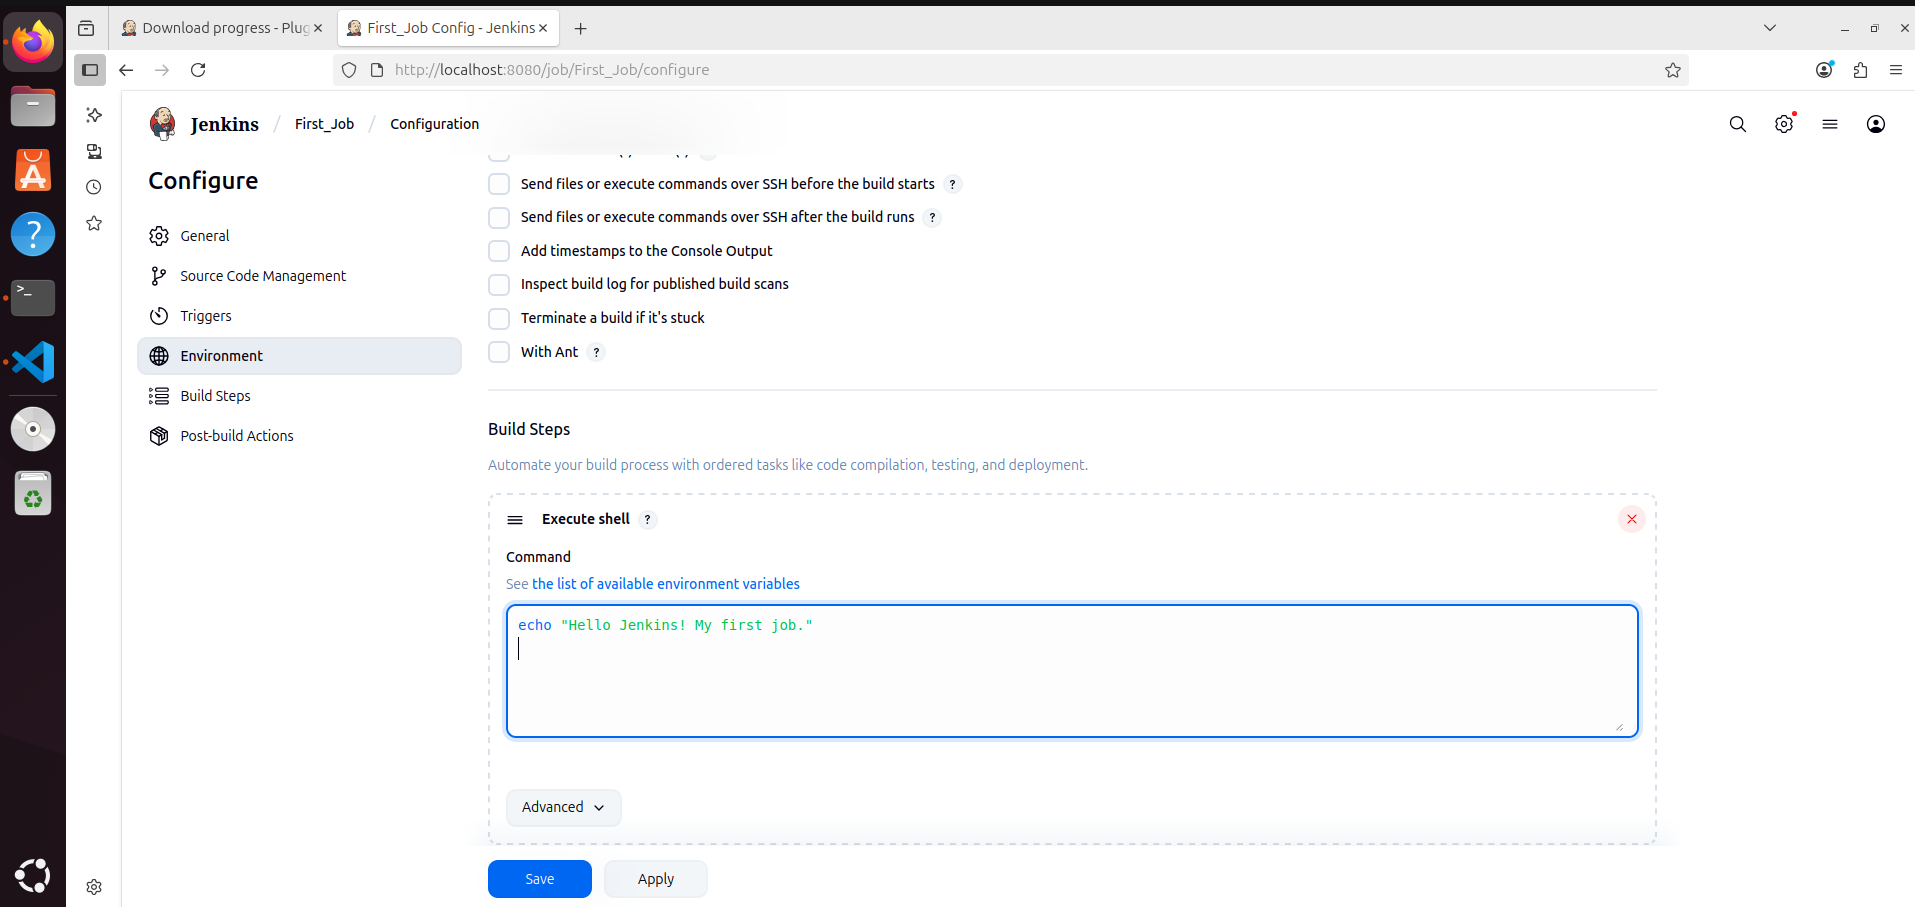 Download progress - Plug
First_Job Config - Jenkins
http://localhost:8080/job/First_Job/configure
Jenkins / First_Job / Configuration
Configure
General
Source Code Management
Triggers
Environment
Build Steps
Post-build Actions
Send files or execute commands over SSH before the build starts ?
Send files or execute commands over SSH after the build runs ?
Add timestamps to the Console Output
Inspect build log for published build scans
Terminate a build if it's stuck
With Ant ?
Build Steps
Automate your build process with ordered tasks like code compilation, testing, and deployment.
Execute shell ?
Command
See the list of available environment variables
echo "Hello Jenkins! My first job."
Advanced
Save
Apply